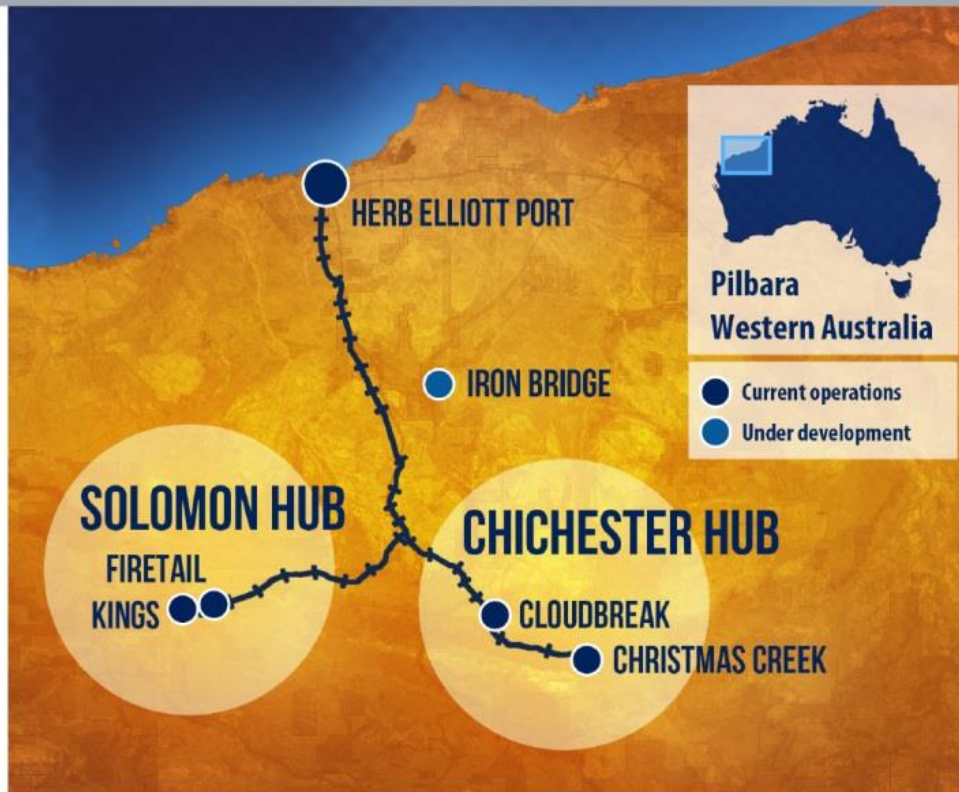 HERB ELLIOTT PORT
Pilbara
Western Australia
IRON BRIDGE
Current operations
Under development
SOLOMON HUB
FIRETAIL
KINGS
CHICHESTER HUB
CLOUDBREAK
CHRISTMAS CREEK